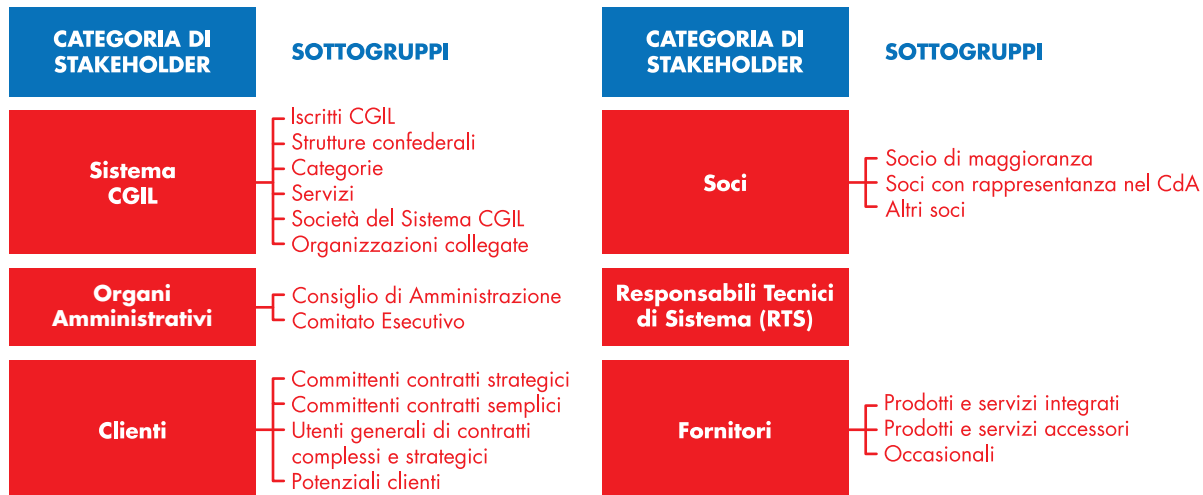 CATEGORIA DI
STAKEHOLDER
SOTTOGRUPPI
Sistema
CGIL
Iscritti CGIL
Strutture confederali
Categorie
Servizi
Società del Sistema CGIL
Organizzazioni collegate
Organi
Amministrativi
Consiglio di Amministrazione
Comitato Esecutivo
Clienti
Committenti contratti strategici
Committenti contratti semplici
Utenti generali di contratti
complessi e strategici
Potenziali clienti
CATEGORIA DI
STAKEHOLDER
SOTTOGRUPPI
Soci
Socio di maggioranza
Soci con rappresentanza nel CdA
Altri soci
Responsabili Tecnici
di Sistema (RTS)
Fornitori
Prodotti e servizi integrati
Prodotti e servizi accessori
Occasionali